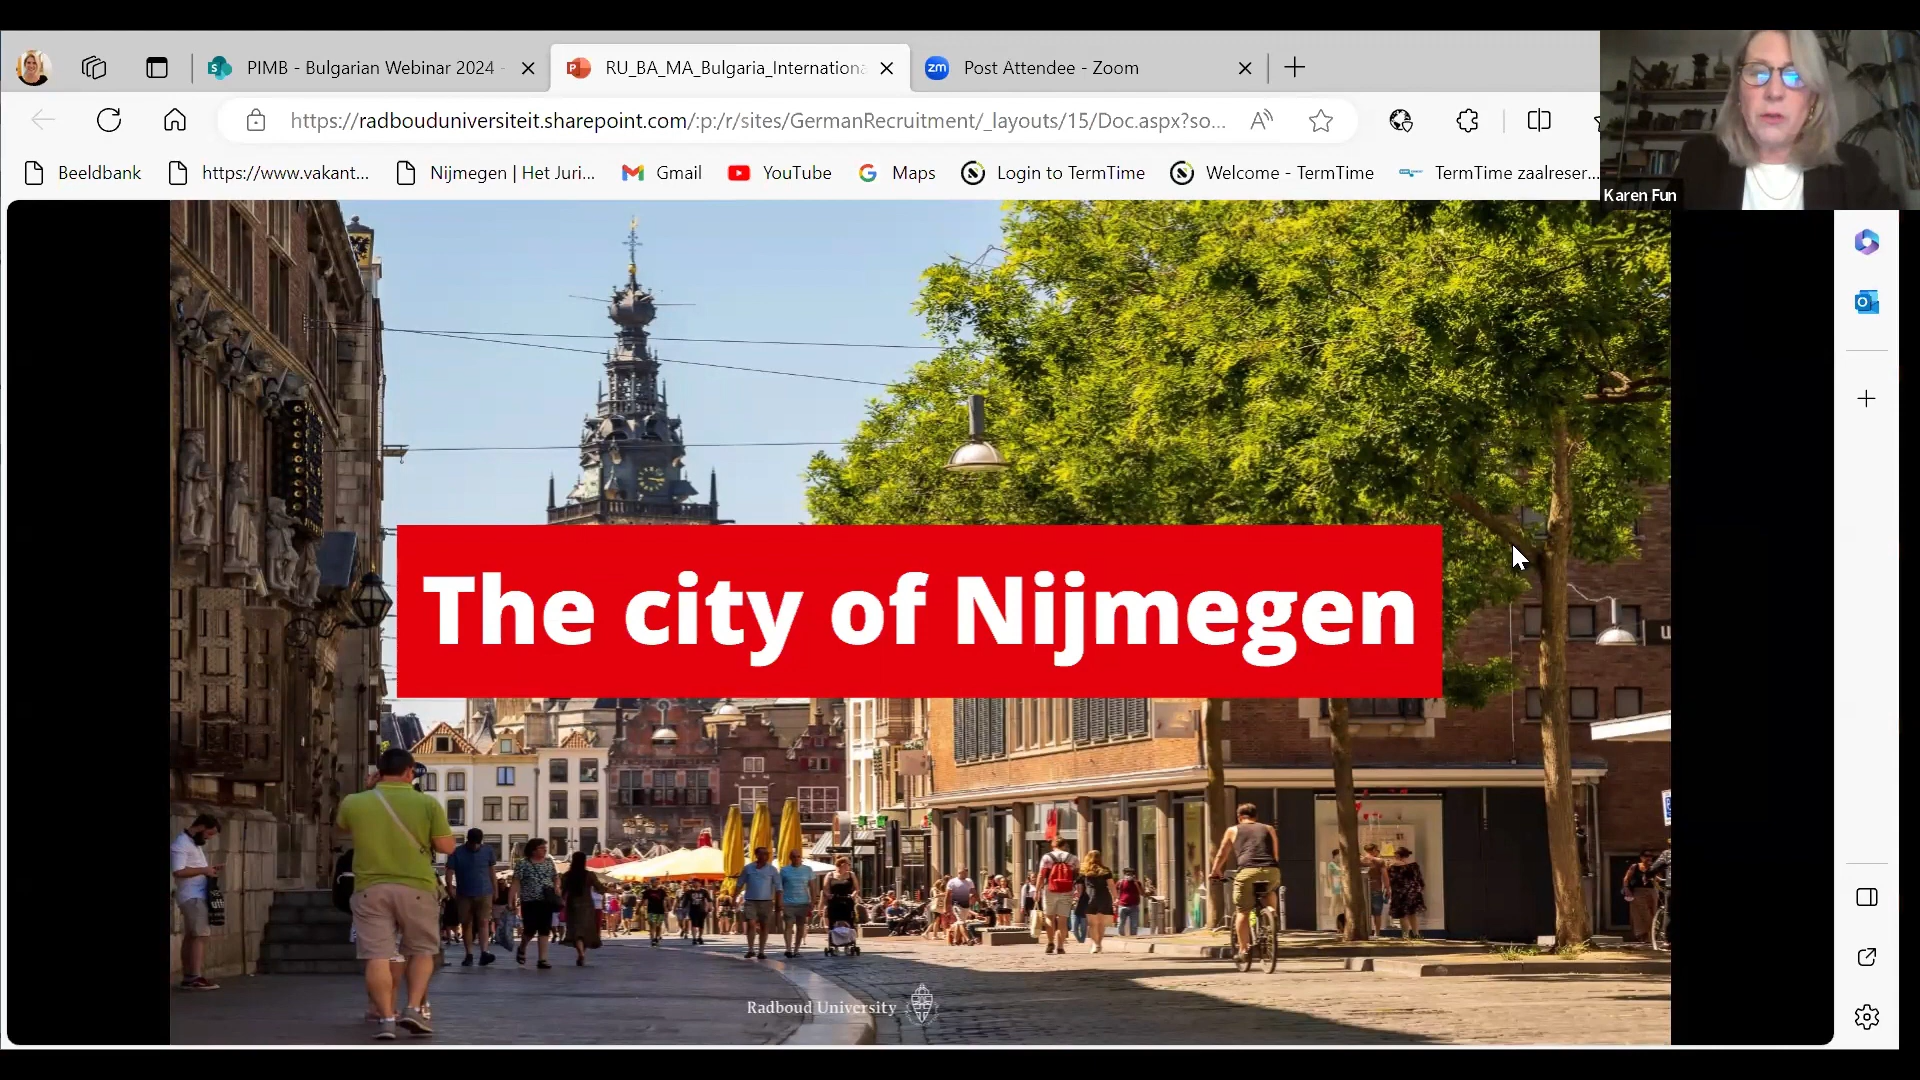 PIMB - Bulgarian Webinar 2024 -
RU_BA_MA_Bulgaria_Internationa
zm
Post Attendee - Zoom
https://radbouduniversiteit.sharepoint.com/:p:/r/sites/GermanRecruitment/_layouts/15/Doc.aspx?so...
Beeldbank
https://www.vakant...
Nijmegen | Het Juri...
Gmail
YouTube
Maps
Login to TermTime
Welcome - TermTime
TermTime zaalreser...
Karen Fun
The city of Nijmegen
Radboud University